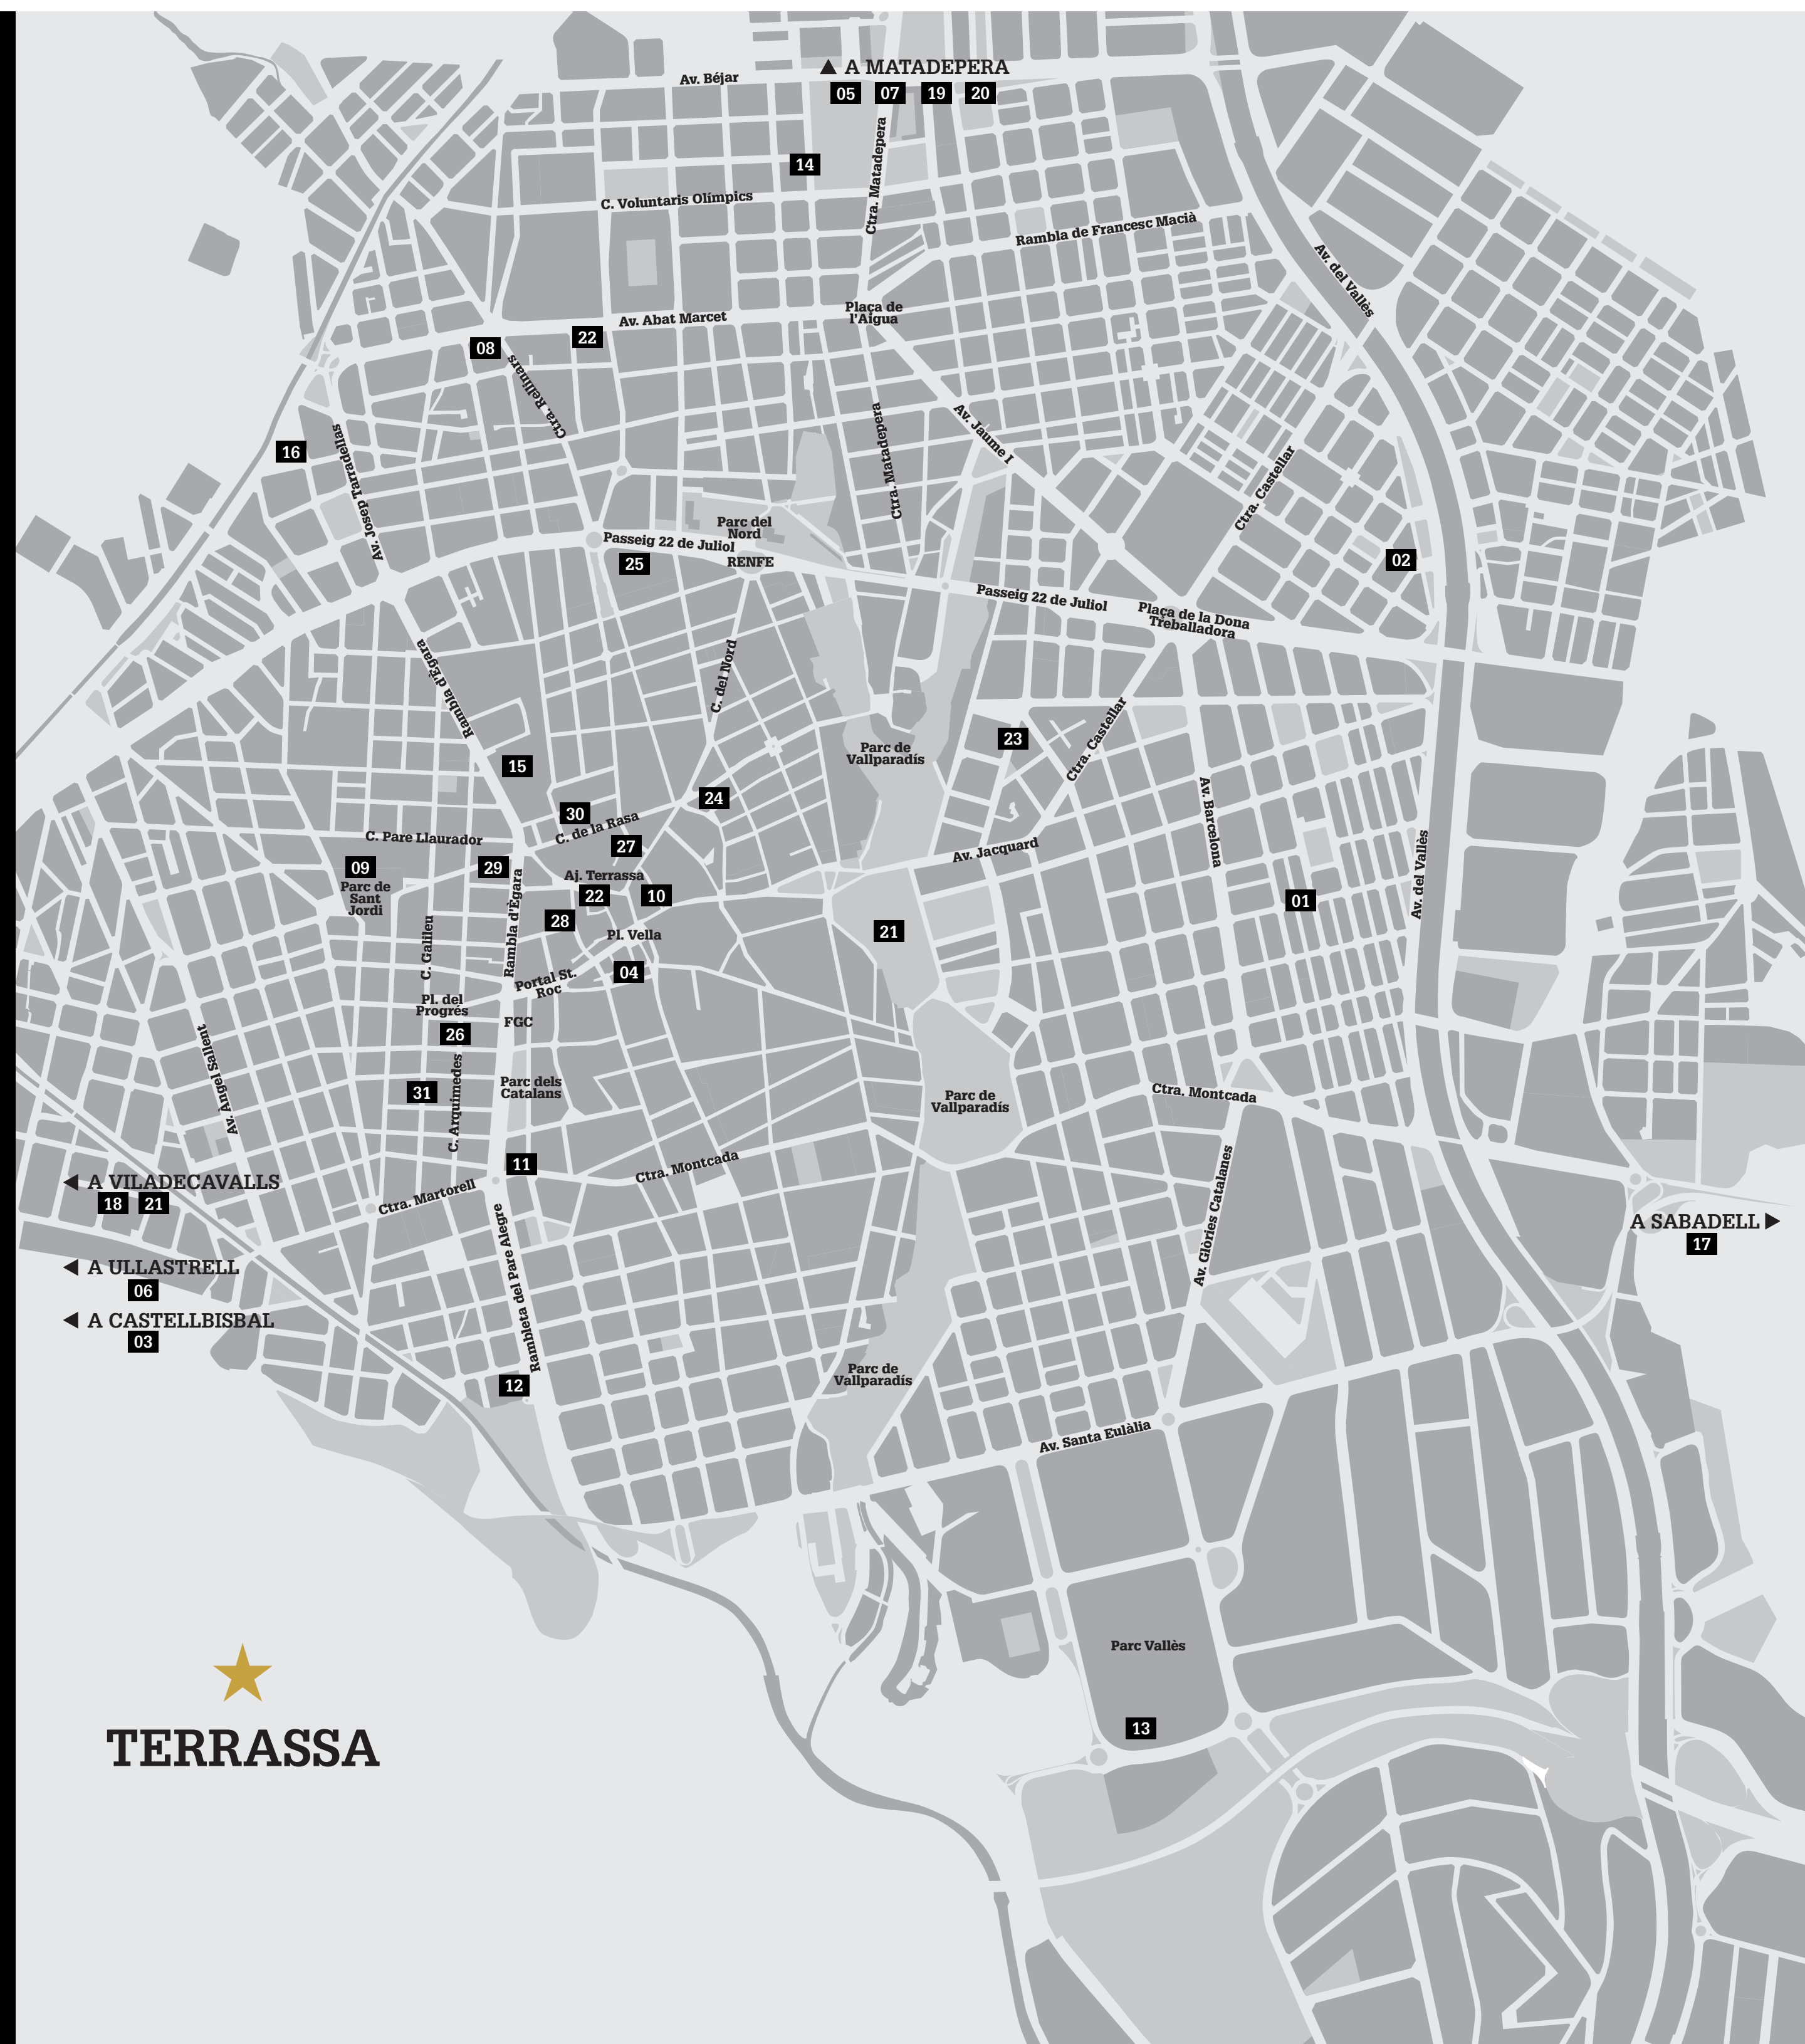 A MATADEPERA
05 07 19 20
Av. Béjar
14
Ctra. Matadepera
C. Voluntaris Olímpics
Rambla de Francesc Macià
Av. del Vallès
Plaça de
l'Aigua
Av. Abat Marcet
22
08
Ctra. Rellinars
Av. Jaume I
Ctra. Matadepera
16
Av. Josep Tarradellas
Ctra. Castellar
Parc del
Nord
Passeig 22 de Juliol
25
RENFE
02
Passeig 22 de Juliol
Plaça de la Dona
Treballadora
Rambla d'Ègara
C. del Nord
23
Ctra. Castellar
Parc de
Vallparadís
15
24
30
C. de la Rasa
Av. Barcelona
C. Pare Llaurador
27
Av. Jacquard
Av. del Vallès
09
29
Parc de
Sant
Jordi
Aj. Terrassa
22
10
01
Rambla d'Ègara
28
21
C. Galileu
Pl. Vella
04
Portal St.
Roc
Pl. del
Progrés
26
FGC
Av. Àngel Sallent
31
C. Arquimedes
Parc dels
Catalans
Parc de
Vallparadís
Ctra. Montcada
11
Ctra. Montcada
A VILADECAVALLS
18 21
Ctra. Martorell
Av. Glòries Catalanes
A SABADELL
17
A ULLASTRELL
06
Rambleta del Pare Alegre
A CASTELLBISBAL
03
12
Parc de
Vallparadís
Av. Santa Eulàlia
Parc Vallès
13
TERRASSA